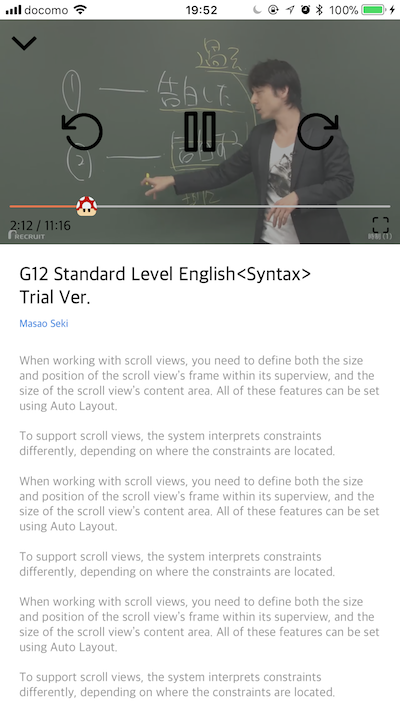 docomo 19:52 100%
過去
① 告白した
②
2:12 / 11:16
RECRUIT
時制 (1)
G12 Standard Level English<Syntax>
Trial Ver.
Masao Seki
When working with scroll views, you need to define both the size
and position of the scroll view's frame within its superview, and the
size of the scroll view's content area. All of these features can be set
using Auto Layout.
To support scroll views, the system interprets constraints
differently, depending on where the constraints are located.
When working with scroll views, you need to define both the size
and position of the scroll view's frame within its superview, and the
size of the scroll view's content area. All of these features can be set
using Auto Layout.
To support scroll views, the system interprets constraints
differently, depending on where the constraints are located.
When working with scroll views, you need to define both the size
and position of the scroll view's frame within its superview, and the
size of the scroll view's content area. All of these features can be set
using Auto Layout.
To support scroll views, the system interprets constraints
differently, depending on where the constraints are located.